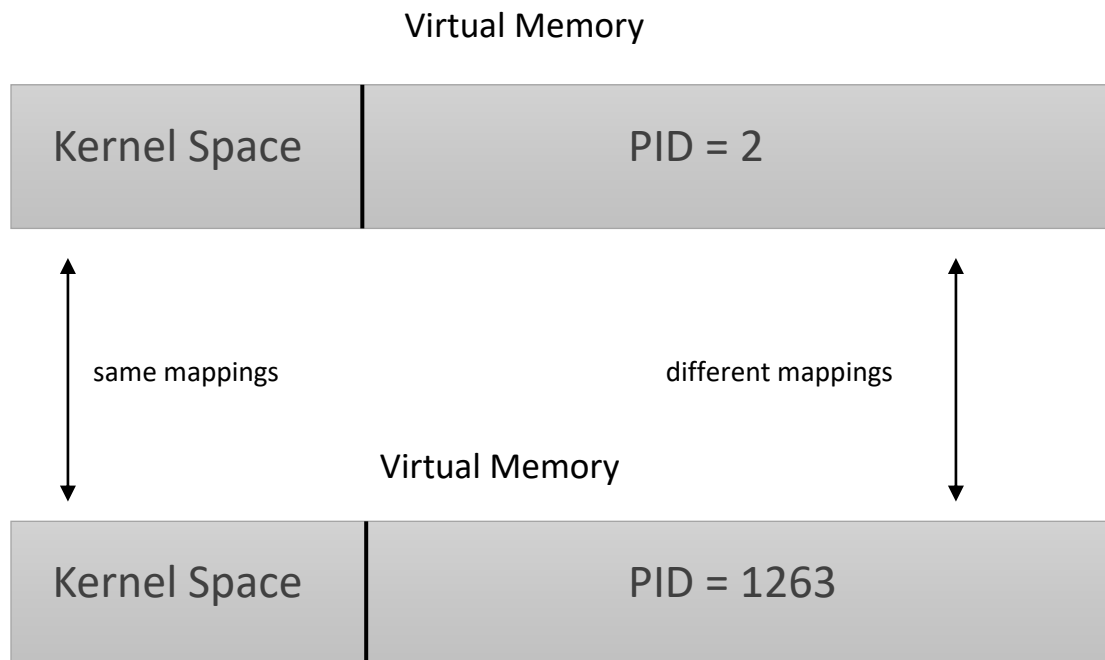 Virtual Memory
Kernel Space
PID = 2
same mappings
different mappings
Virtual Memory
Kernel Space
PID = 1263